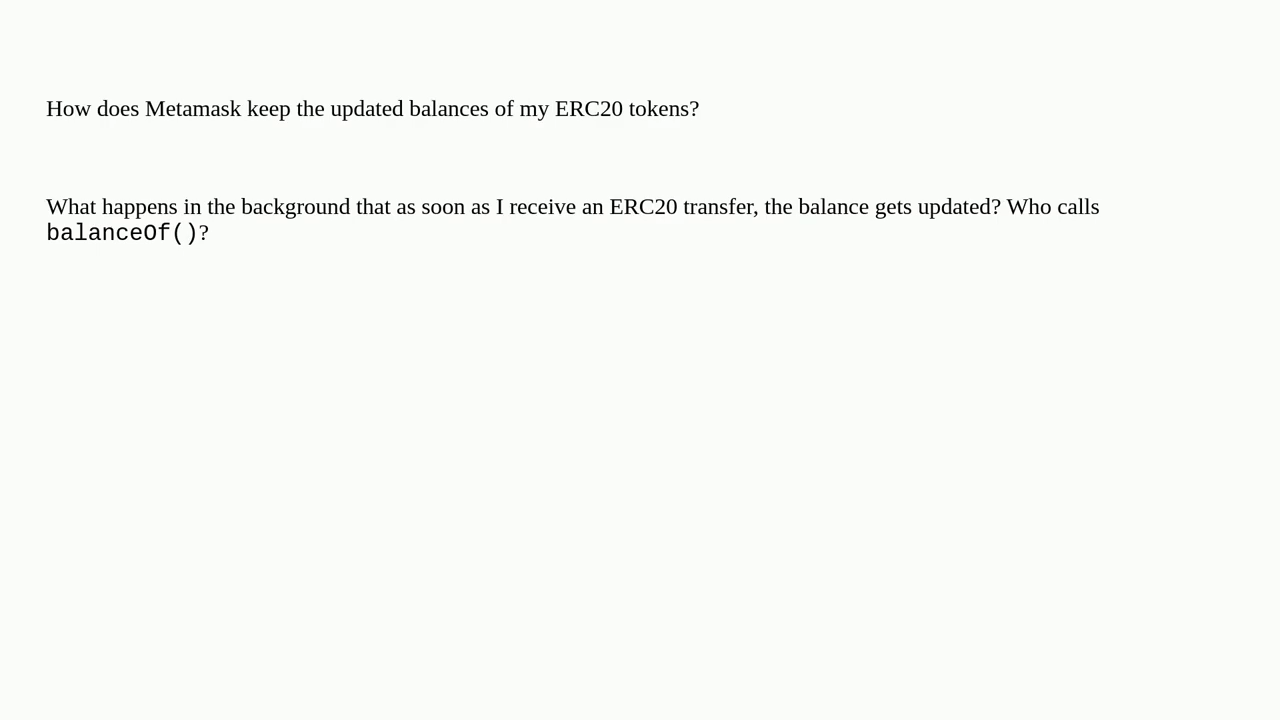 How does Metamask keep the updated balances of my ERC20 tokens?
What happens in the background that as soon as I receive an ERC20 transfer, the balance gets updated? Who calls
balanceOf()?